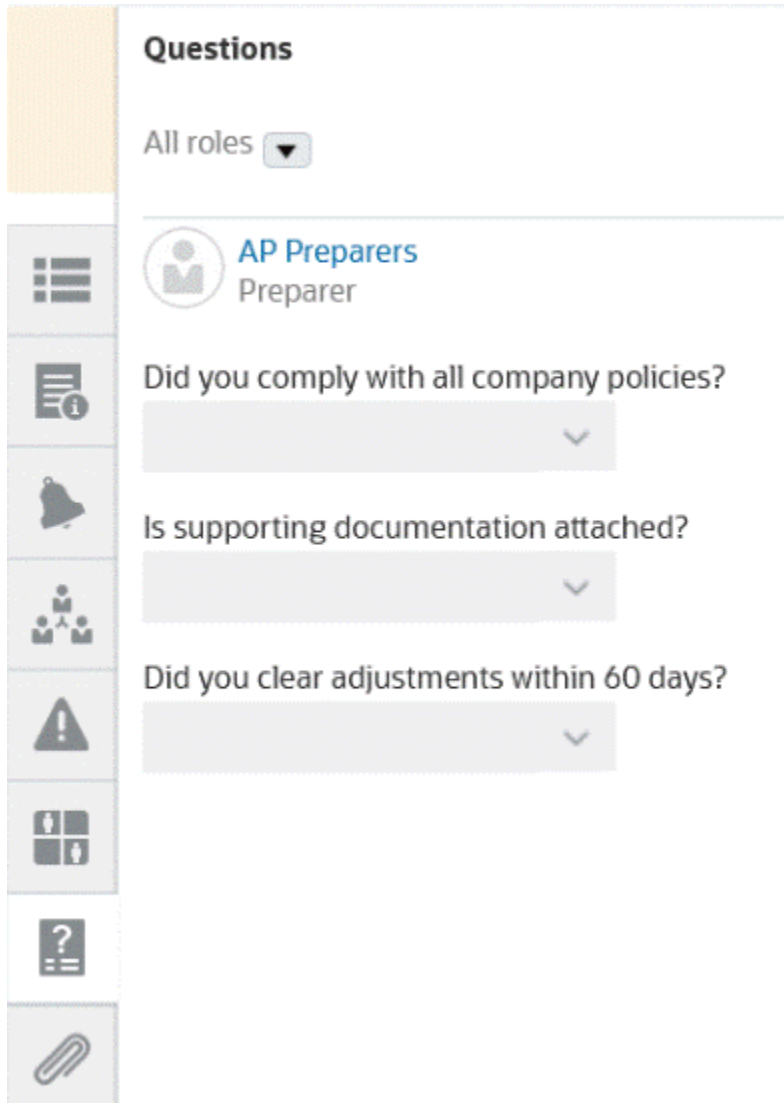 Questions
All roles
AP Preparers
Preparer
Did you comply with all company policies?
Is supporting documentation attached?
Did you clear adjustments within 60 days?